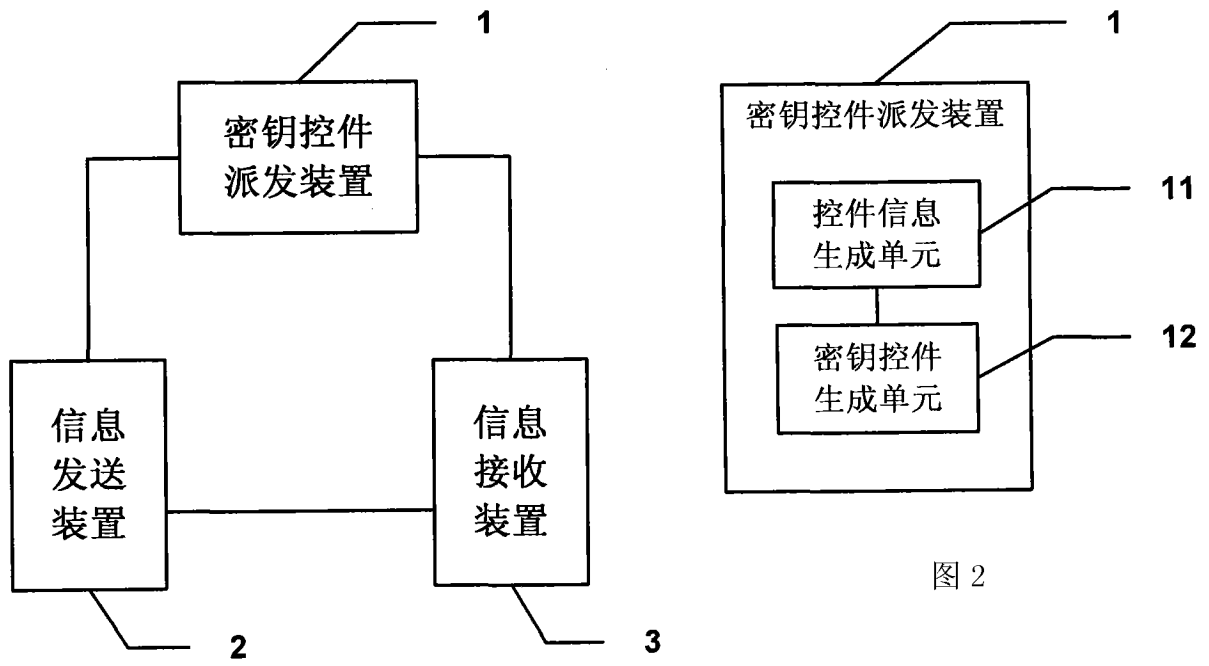 1
密钥控件
派发装置
信息
发送
装置
2
信息
接收
装置
3
1
密钥控件派发装置
控件信息
生成单元
11
密钥控件
生成单元
12
图2